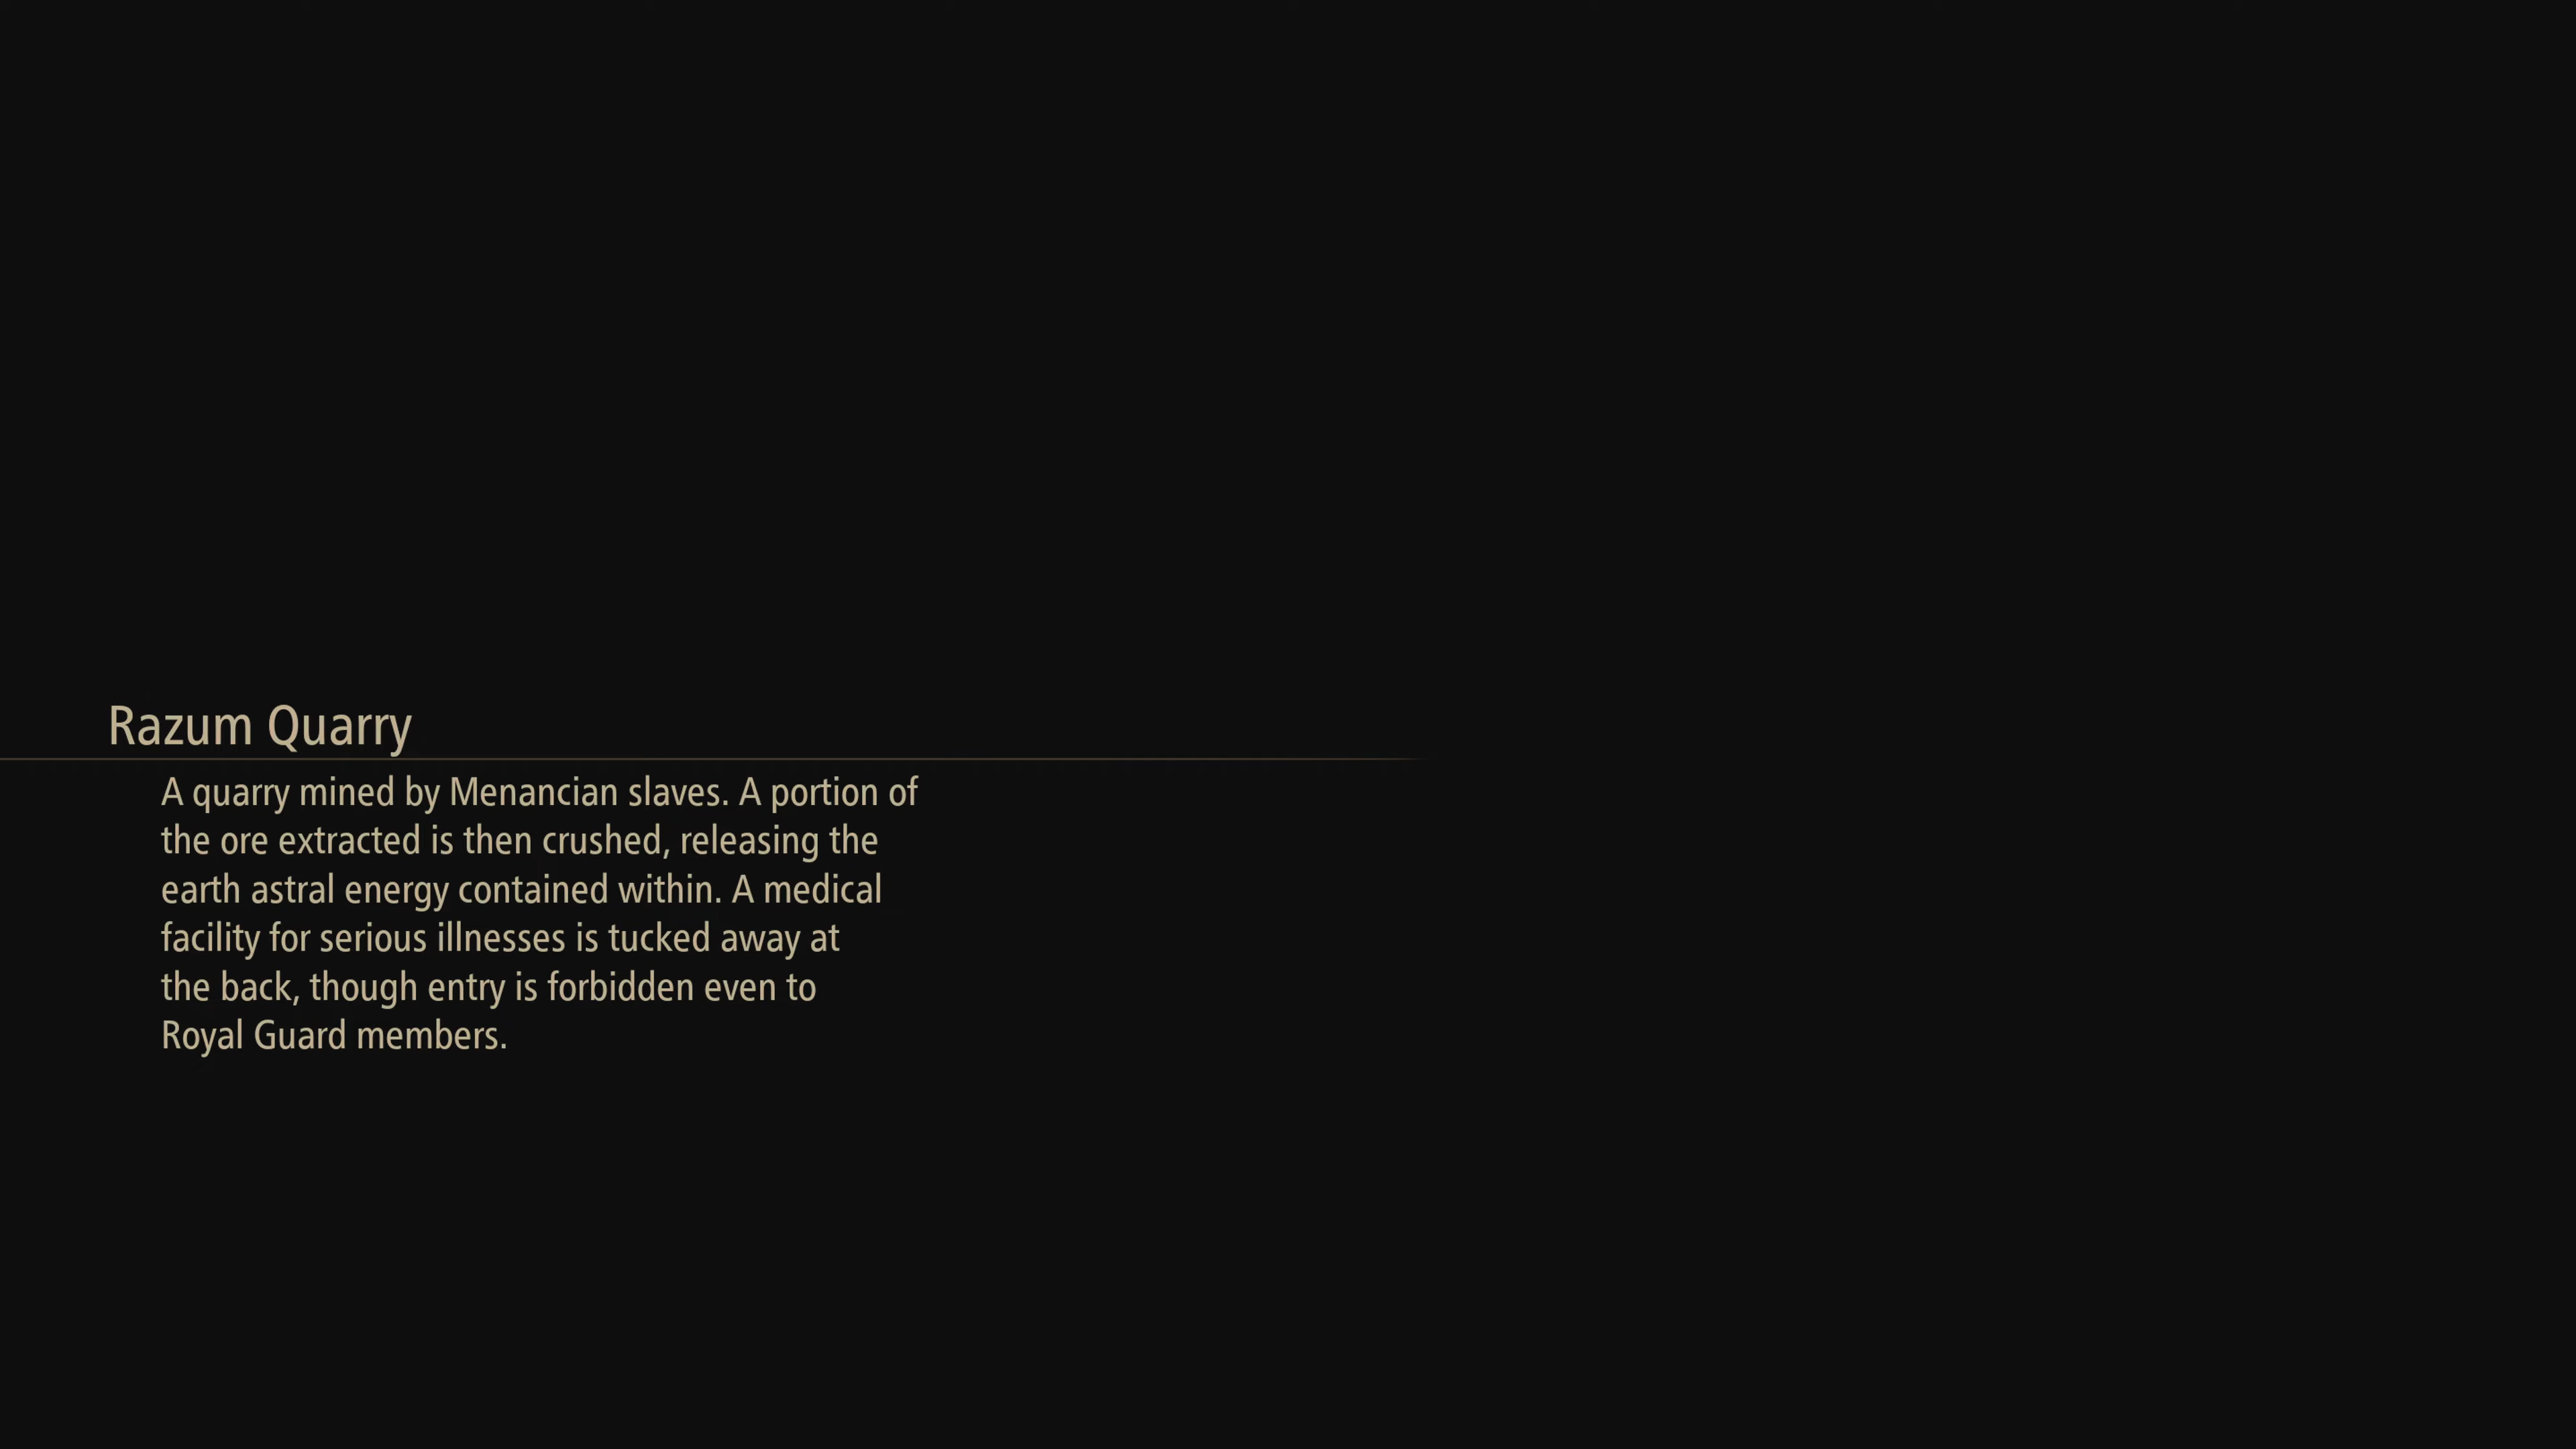 Razum Quarry
A quarry mined by Menancian slaves. A portion of
the ore extracted is then crushed, releasing the
earth astral energy contained within. A medical
facility for serious illnesses is tucked away at
the back, though entry is forbidden even to
Royal Guard members.